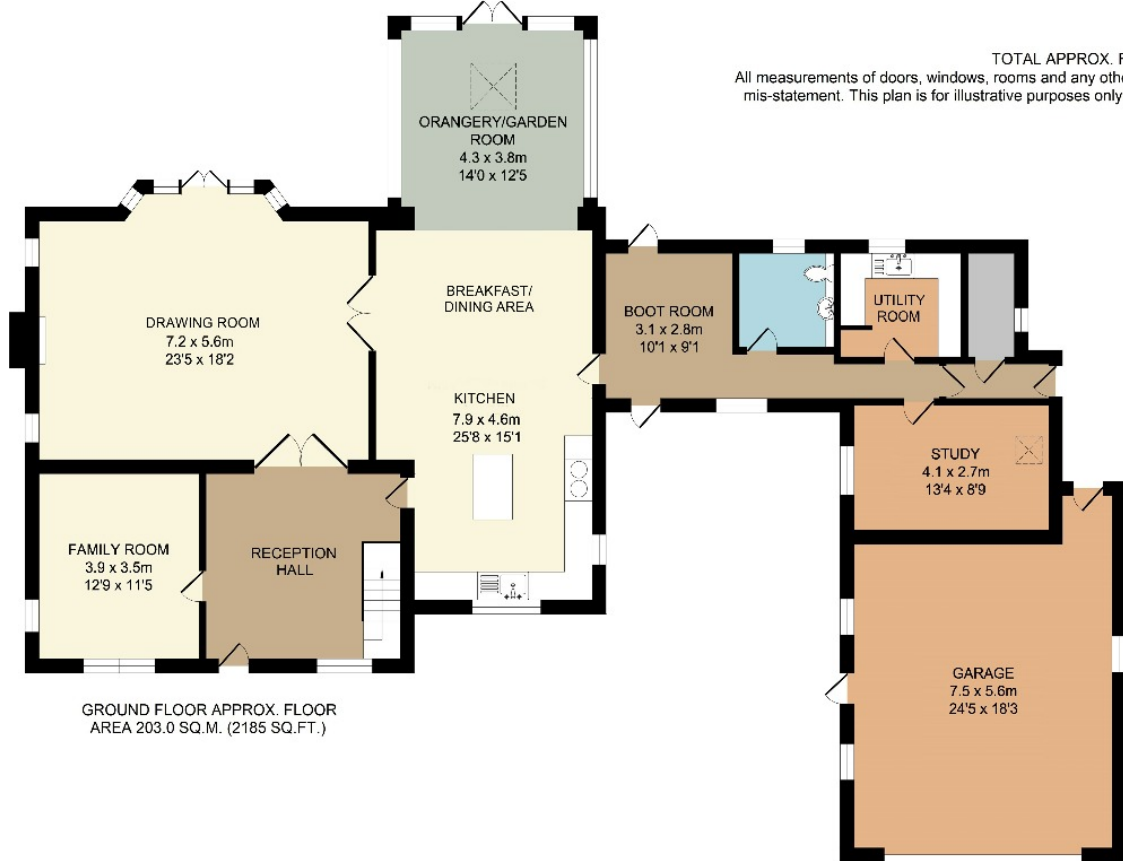 TOTAL APPROX. F
All measurements of doors, windows, rooms and any othe
mis-statement. This plan is for illustrative purposes only
ORANGERY/GARDEN
ROOM
4.3 x 3.8m
14'0 x 12'5
BREAKFAST/
DINING AREA
DRAWING ROOM
7.2 x 5.6m
23'5 x 18'2
BOOT ROOM
3.1 x 2.8m
10'1 x 9'1
UTILITY
ROOM
KITCHEN
7.9 x 4.6m
25'8 x 15'1
STUDY
4.1 x 2.7m
13'4 x 8'9
FAMILY ROOM
3.9 x 3.5m
12'9 x 11'5
RECEPTION
HALL
GARAGE
7.5 x 5.6m
24'5 x 18'3
GROUND FLOOR APPROX. FLOOR
AREA 203.0 SQ.M. (2185 SQ.FT.)